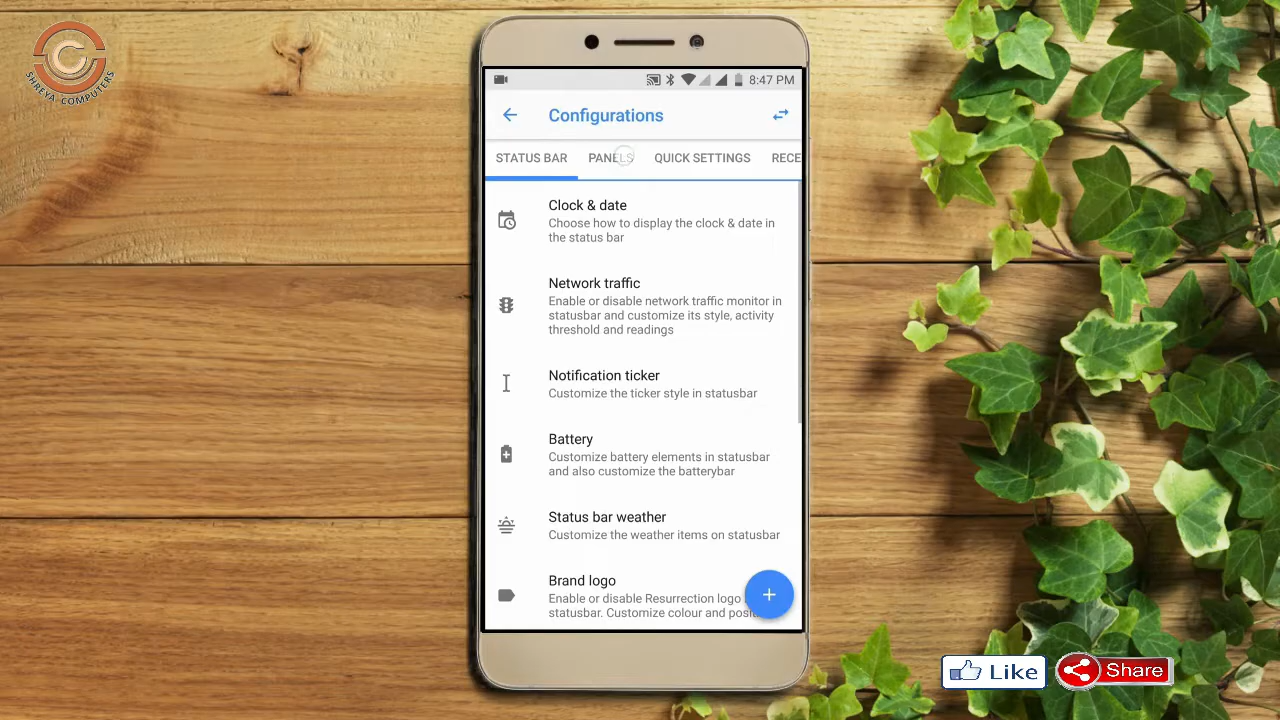 SHREYA COMPUTERS
8:47 PM
Configurations
STATUS BAR PANELS QUICK SETTINGS RECE
Clock & date
Choose how to display the clock & date in
the status bar
Network traffic
Enable or disable network traffic monitor in
statusbar and customize its style, activity
threshold and readings
Notification ticker
Customize the ticker style in statusbar
Battery
Customize battery elements in statusbar
and also customize the batterybar
Status bar weather
Customize the weather items on statusbar
Brand logo
Enable or disable Resurrection logo
statusbar. Customize colour and posi
Like Share